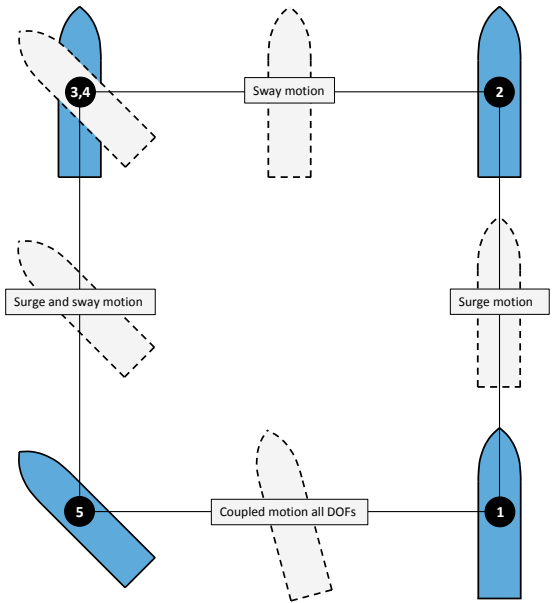 3,4
Sway motion
2
Surge and sway motion
Surge motion
5
Coupled motion all DOFs
1